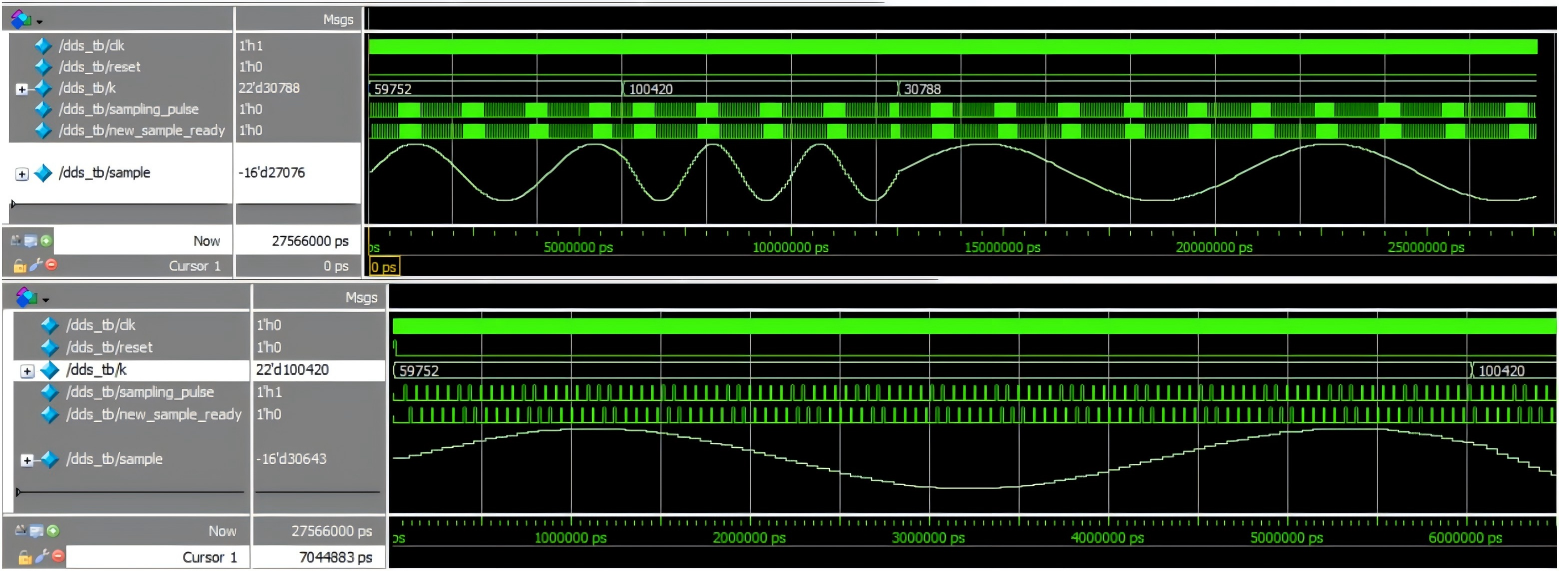 Msgs
/dds_tb/clk 1'h1
/dds_tb/reset 1'h0
/dds_tb/k 22'd30788 59752 100420 30788
/dds_tb/sampling_pulse 1'h0
/dds_tb/new_sample_ready 1'h0
/dds_tb/sample -16'd27076
Now 27566000 ps ps 5000000 ps 10000000 ps 15000000 ps 20000000 ps 25000000 ps
Cursor 1 0 ps 0 ps
Msgs
/dds_tb/clk 1'h0
/dds_tb/reset 1'h0
/dds_tb/k 22'd100420 59752 100420
/dds_tb/sampling_pulse 1'h1
/dds_tb/new_sample_ready 1'h0
/dds_tb/sample -16'd30643
Now 27566000 ps ps 1000000 ps 2000000 ps 3000000 ps 4000000 ps 5000000 ps 6000000 ps
Cursor 1 7044883 ps